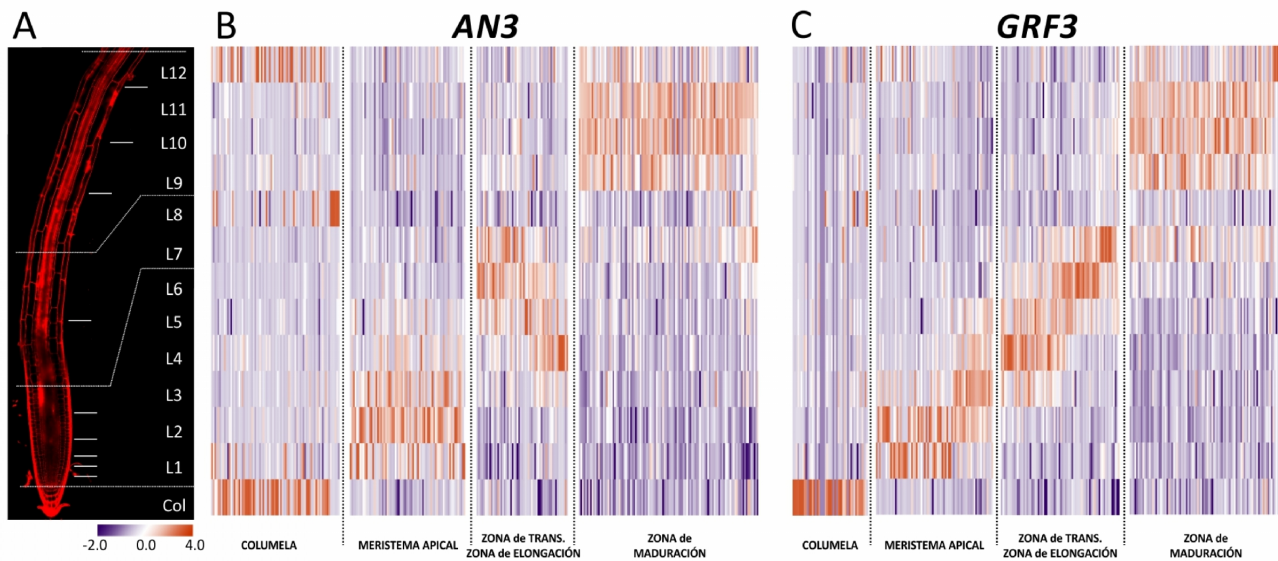 A
B
AN3
C
GRF3
L12
L11
L10
L9
L8
L7
L6
L5
L4
L3
L2
L1
Col
-2.0 0.0 4.0
COLUMELA
MERISTEMA APICAL
ZONA de TRANS.
ZONA de ELONGACIÓN
ZONA de
MADURACIÓN
COLUMELA
MERISTEMA APICAL
ZONA de TRANS.
ZONA de ELONGACIÓN
ZONA de
MADURACIÓN